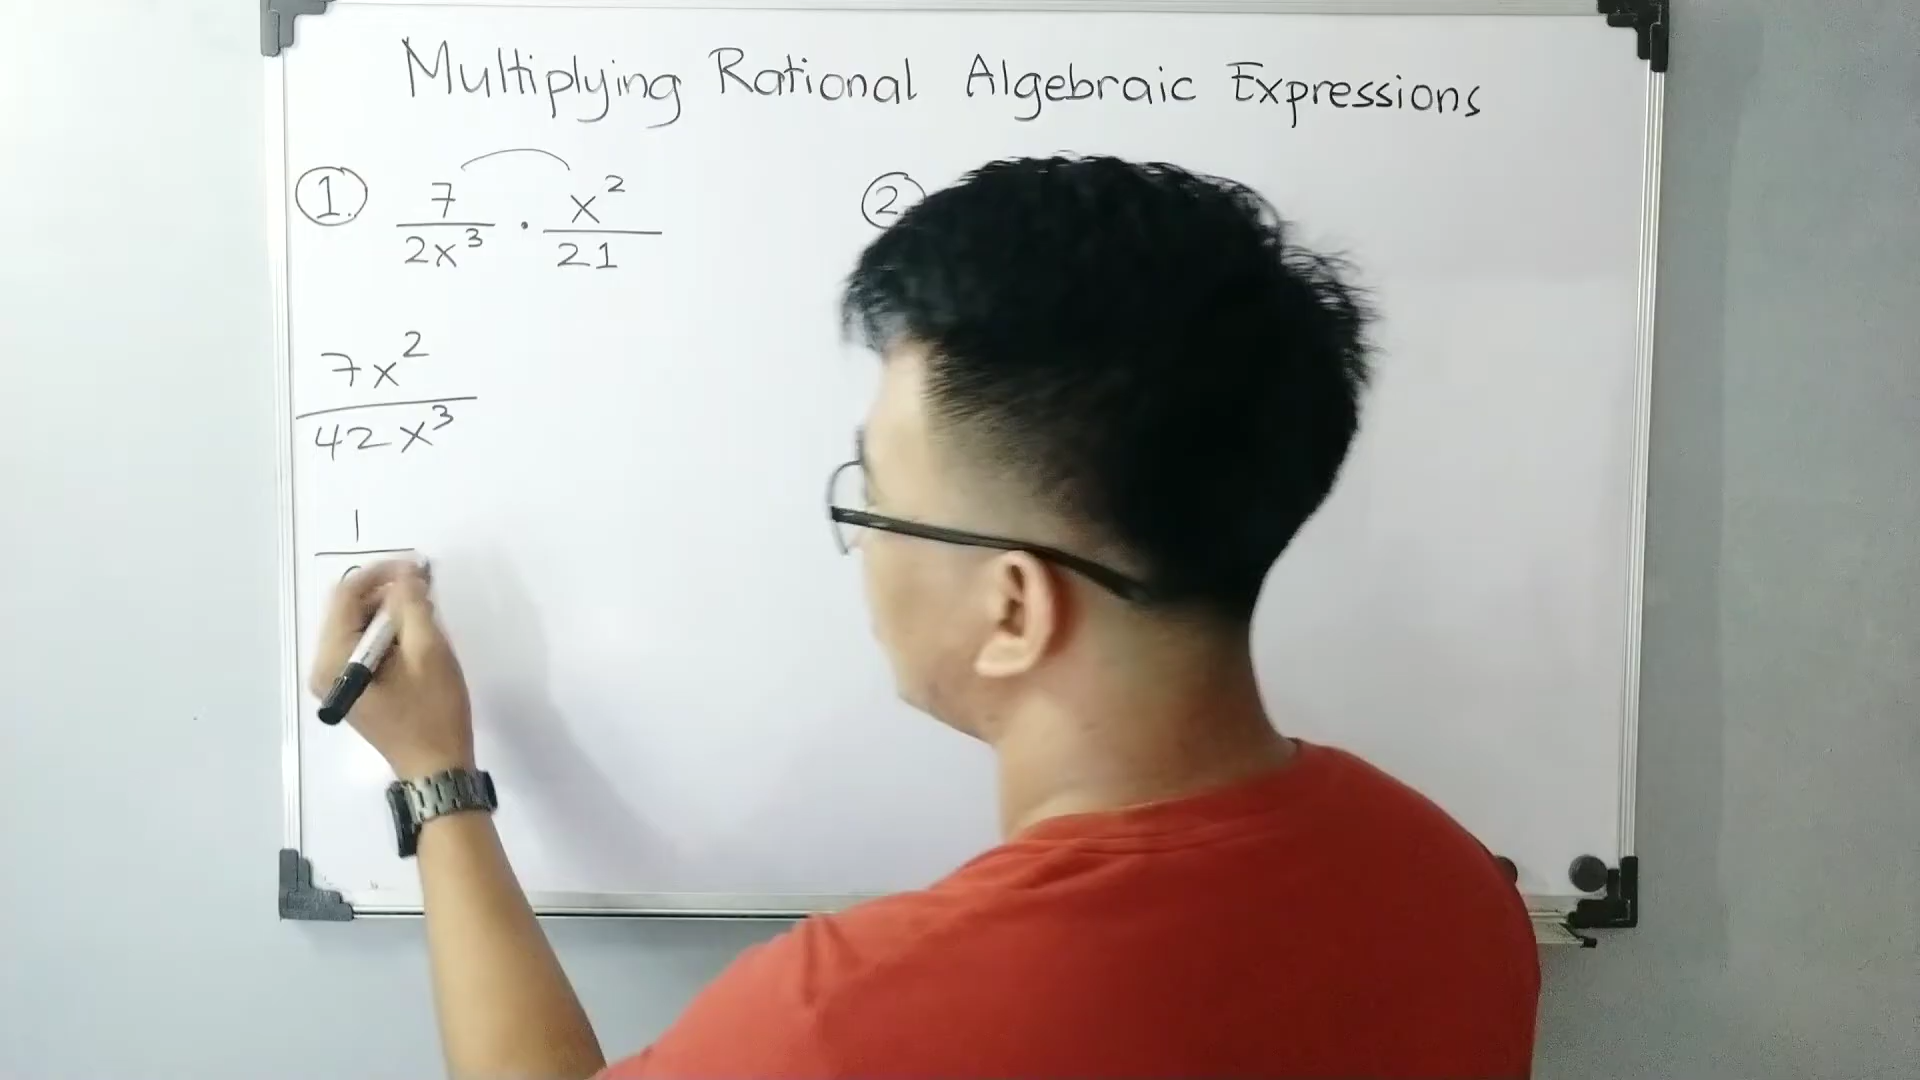 Multiplying Rational Algebraic Expressions
1. 7/2x³ · x²/21
2
7x²/42x³
1